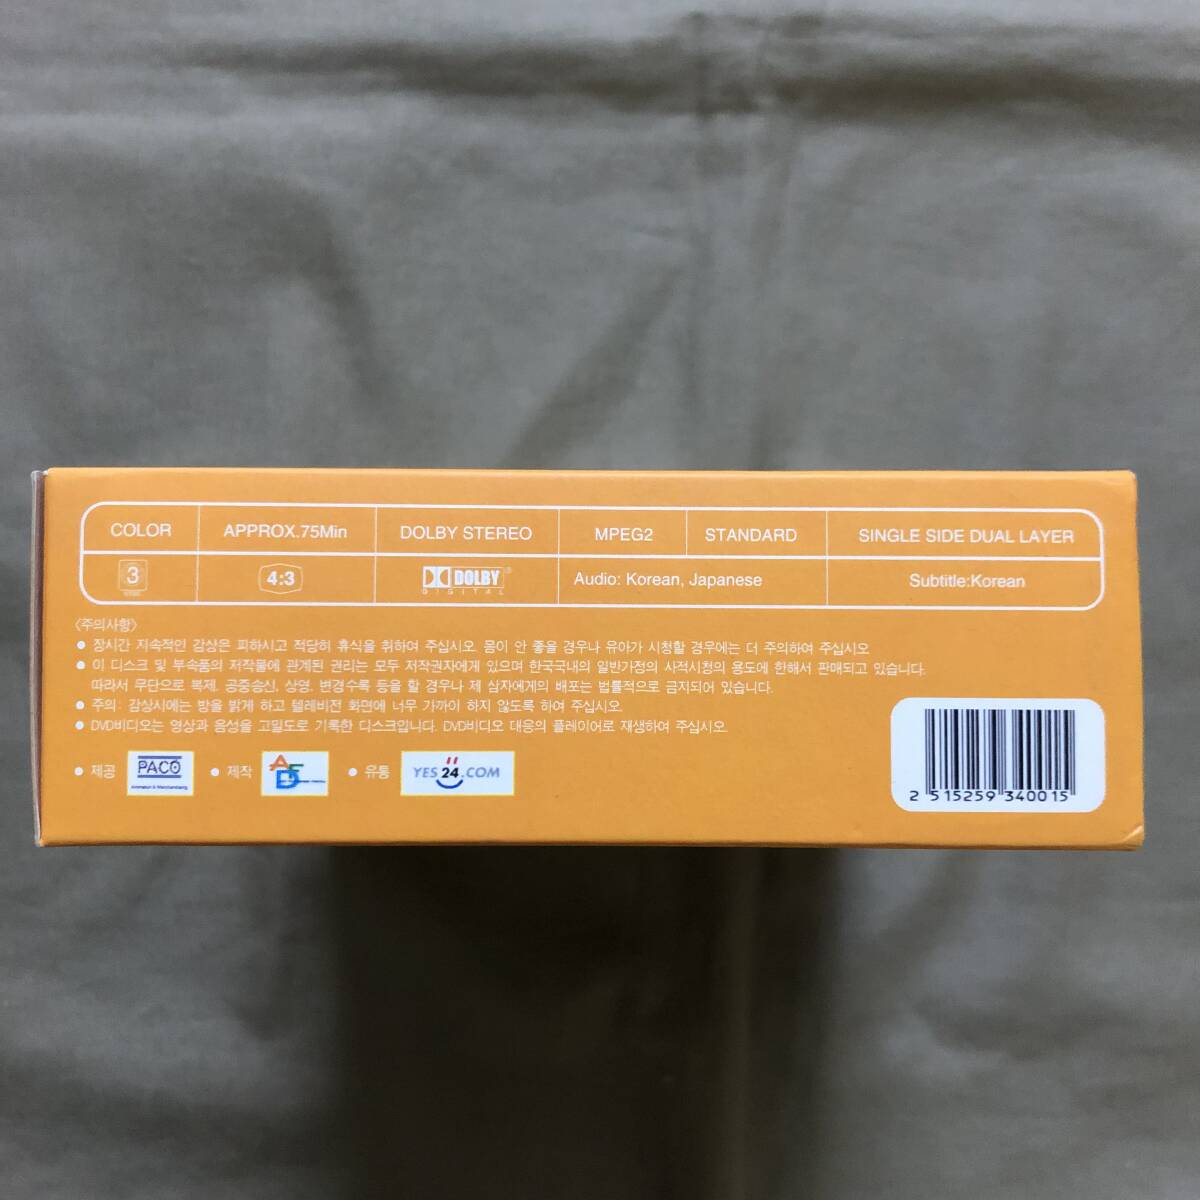 COLOR APPROX.75Min DOLBY STEREO MPEG2 STANDARD SINGLE SIDE DUAL LAYER
3 4:3 DOLBY DIGITAL Audio: Korean, Japanese Subtitle:Korean
<주의사항>
● 장시간 지속적인 감상은 피하시고 적당히 휴식을 취하여 주십시오. 몸이 안 좋을 경우나 유아가 시청할 경우에는 더 주의하여 주십시오
● 이 디스크 및 부속품의 저작물에 관계된 권리는 모두 저작권자에게 있으며 한국국내의 일반가정의 사적시청의 용도에 한해서 판매되고 있습니다.
따라서 무단으로 복제, 공중송신, 상영, 변경수록 등을 할 경우나 제 삼자에게의 배포는 법률적으로 금지되어 있습니다.
● 주의: 감상시에는 방을 밝게 하고 텔레비전 화면에 너무 가까이 하지 않도록 하여 주십시오.
● DVD비디오는 영상과 음성을 고밀도로 기록한 디스크입니다. DVD비디오 대응의 플레이어로 재생하여 주십시오.
● 제공 PACO ● 제작 AFD ● 유통 YES24.COM
Animation & Merchandising
2 515259 340015